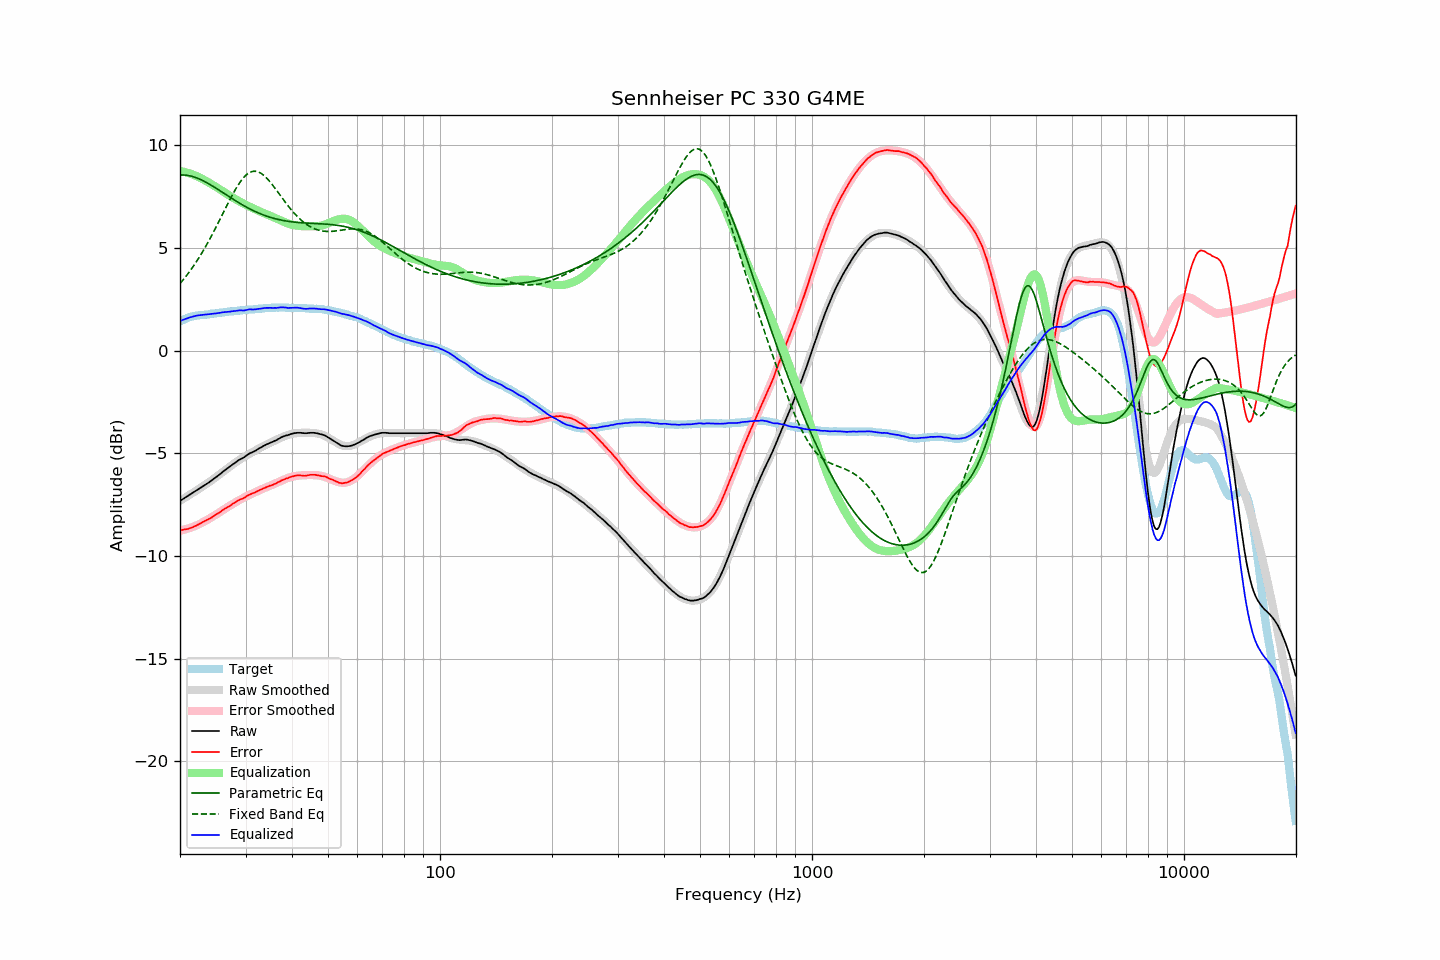 Sennheiser PC 330 G4ME
Amplitude (dBr)
10
5
0
−5
−10
−15
−20
Target
Raw Smoothed
Error Smoothed
Raw
Error
Equalization
Parametric Eq
Fixed Band Eq
Equalized
100
1000
10000
Frequency (Hz)